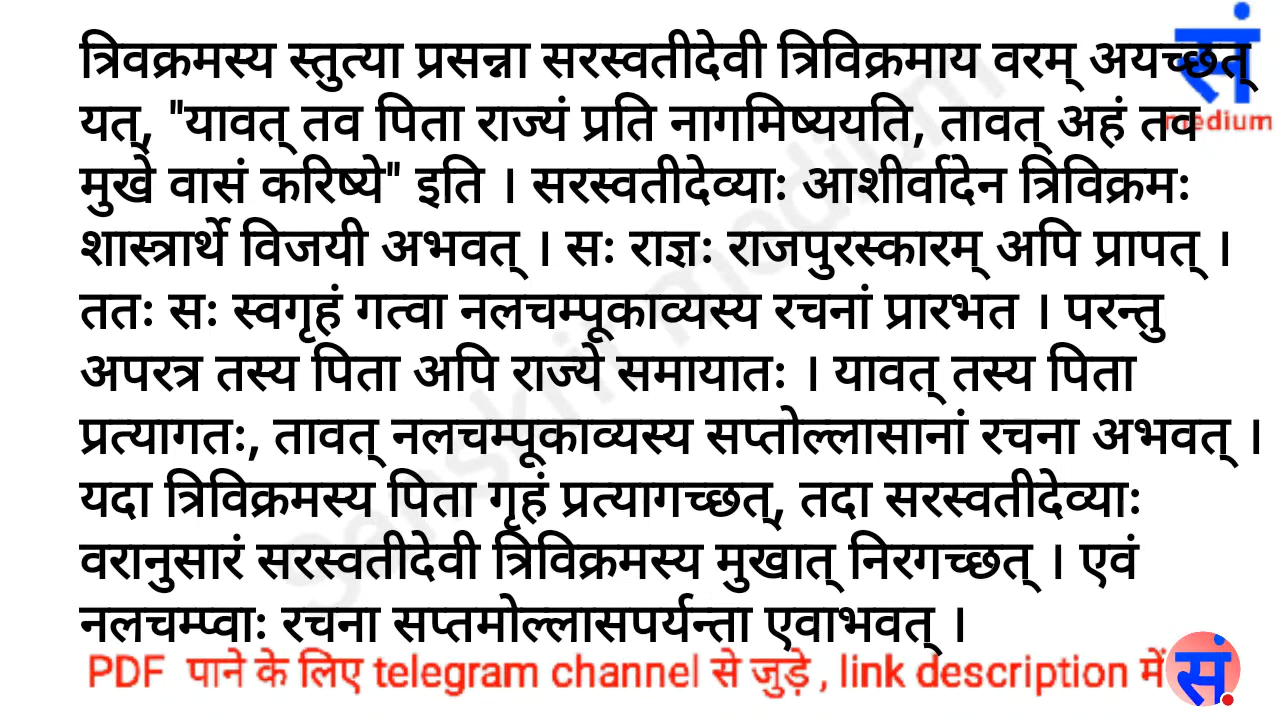 त्रिवक्रमस्य स्तुत्या प्रसन्ना सरस्वतीदेवी त्रिविक्रमाय वरम् अयच्छत्
यत्, "यावत् तव पिता राज्यं प्रति नागमिष्ययति, तावत् अहं तव
मुखे वासं करिष्ये" इति । सरस्वतीदेव्याः आशीर्वादेन त्रिविक्रमः
शास्त्रार्थे विजयी अभवत् । सः राज्ञः राजपुरस्कारम् अपि प्रापत् ।
ततः सः स्वगृहं गत्वा नलचम्पूकाव्यस्य रचनां प्रारभत । परन्तु
अपरत्र तस्य पिता अपि राज्ये समायातः । यावत् तस्य पिता
प्रत्यागतः, तावत् नलचम्पूकाव्यस्य सप्तोल्लासानां रचना अभवत् ।
यदा त्रिविक्रमस्य पिता गृहं प्रत्यागच्छत्, तदा सरस्वतीदेव्याः
वरानुसारं सरस्वतीदेवी त्रिविक्रमस्य मुखात् निरगच्छत् । एवं
नलचम्प्वाः रचना सप्तमोल्लासपर्यन्ता एवाभवत् ।
PDF पाने के लिए telegram channel से जुड़े , link description में
सं
medium
सं
Sanskrit medium